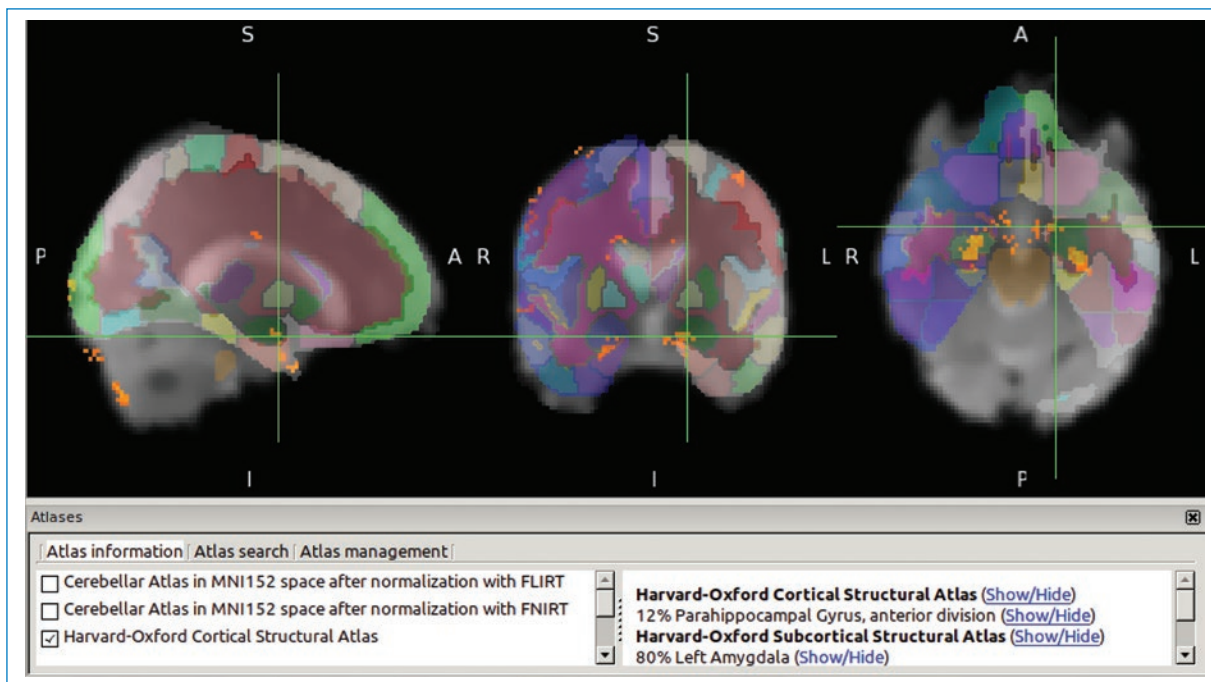 S
S
A
P
A
R
L
R
L
I
I
P
Atlases
Atlas information
Atlas search
Atlas management
Cerebellar Atlas in MNI152 space after normalization with FLIRT
Cerebellar Atlas in MNI152 space after normalization with FNIRT
Harvard-Oxford Cortical Structural Atlas
Harvard-Oxford Cortical Structural Atlas (Show/Hide)
12% Parahippocampal Gyrus, anterior division (Show/Hide)
Harvard-Oxford Subcortical Structural Atlas (Show/Hide)
80% Left Amygdala (Show/Hide)